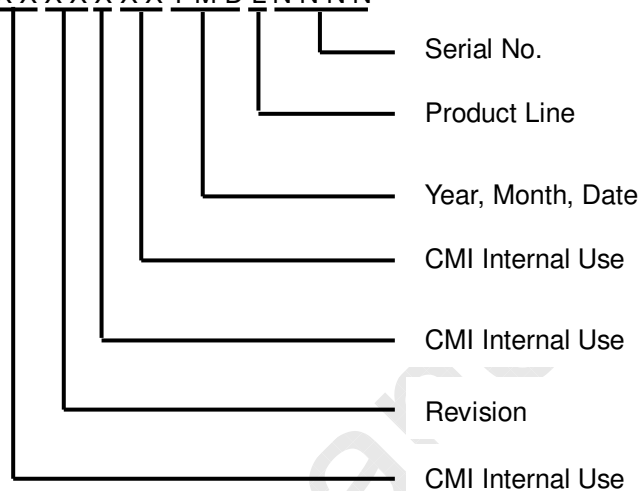 X X X X X X X Y M D L N N N N
Serial No.
Product Line
Year, Month, Date
CMI Internal Use
CMI Internal Use
Revision
CMI Internal Use